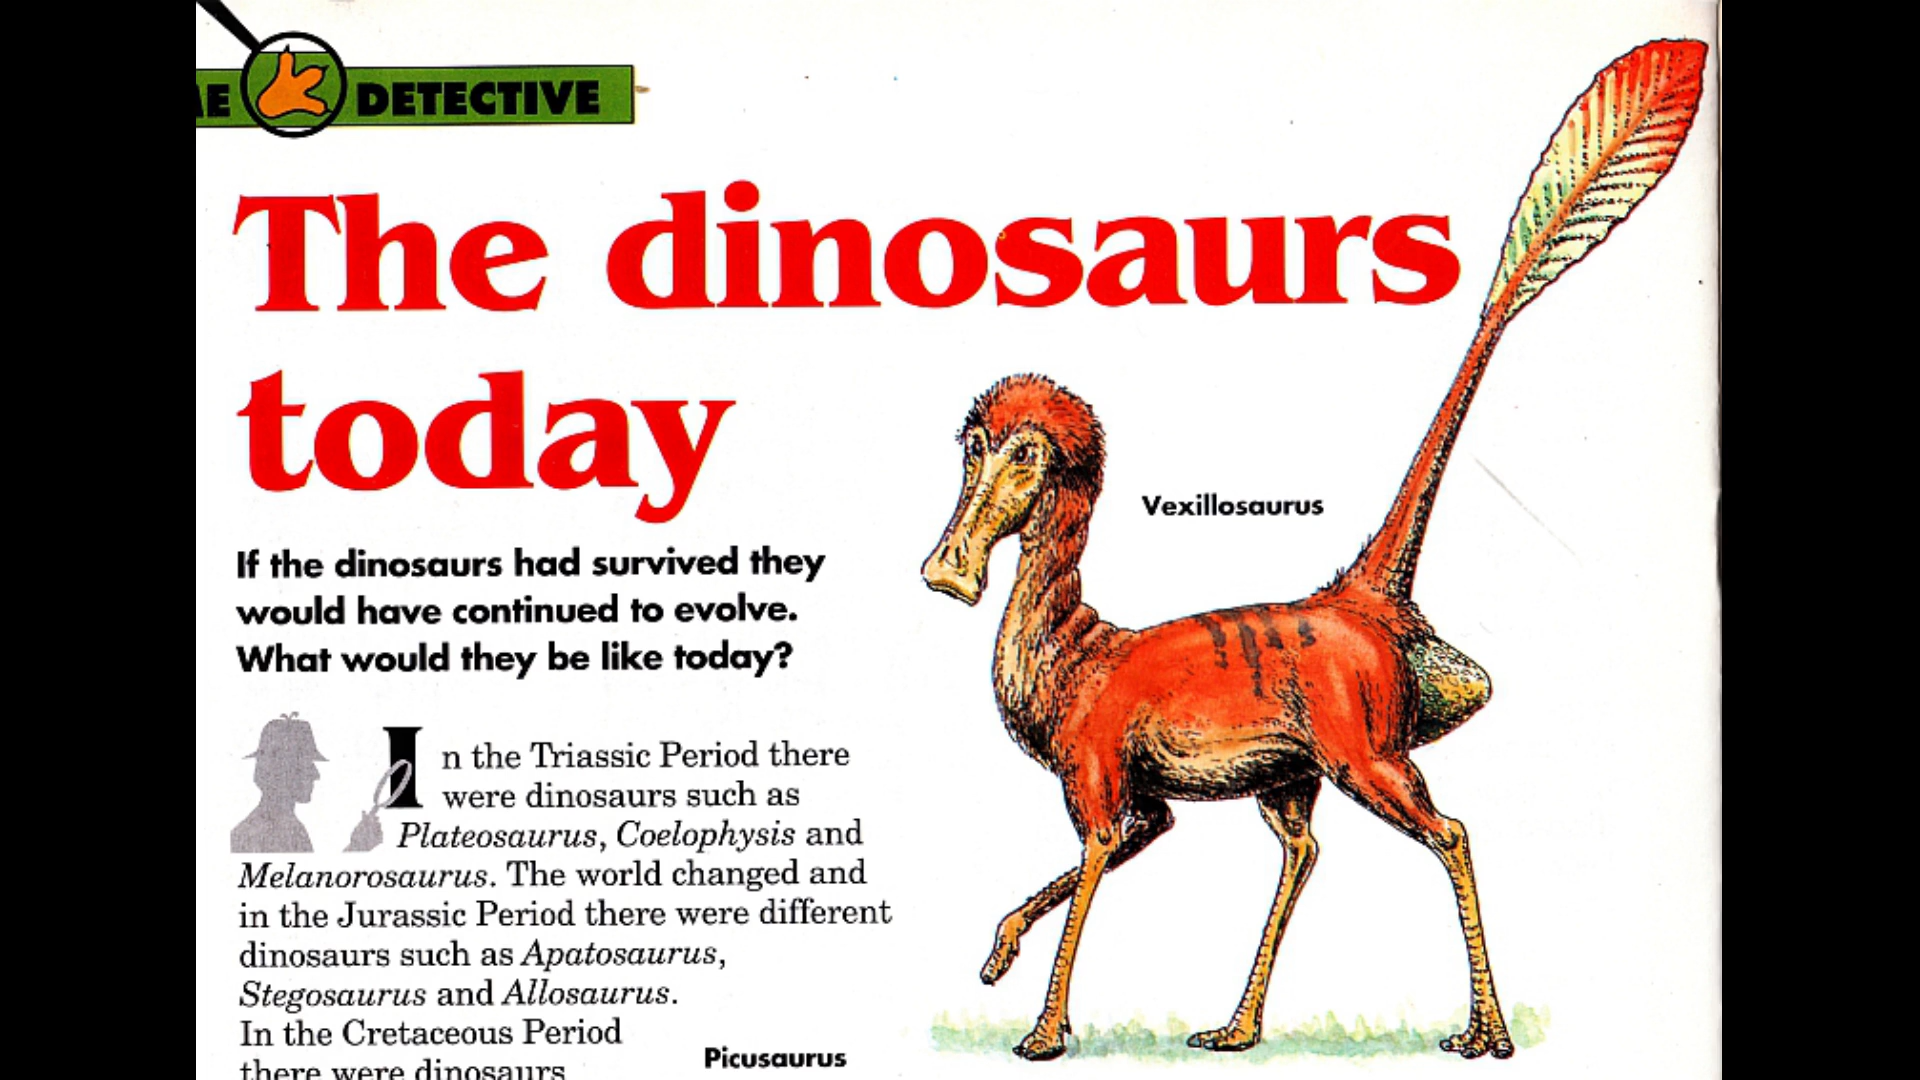 DETECTIVE
The dinosaurs
today
If the dinosaurs had survived they
would have continued to evolve.
What would they be like today?
Vexillosaurus
In the Triassic Period there
were dinosaurs such as
Plateosaurus, Coelophysis and
Melanorosaurus. The world changed and
in the Jurassic Period there were different
dinosaurs such as Apatosaurus,
Stegosaurus and Allosaurus.
In the Cretaceous Period
there were dinosaurs
Picusaurus